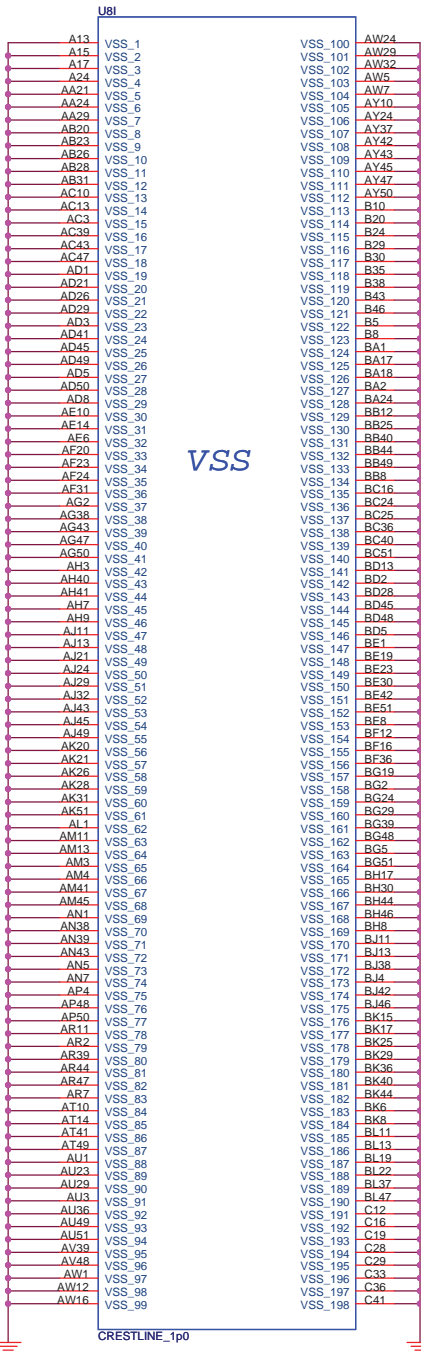 U8I
A13 VSS_1 VSS_100 AW24
A15 VSS_2 VSS_101 AW29
A17 VSS_3 VSS_102 AW32
A24 VSS_4 VSS_103 AW5
AA21 VSS_5 VSS_104 AW7
AA24 VSS_6 VSS_105 AY10
AA29 VSS_7 VSS_106 AY24
AB20 VSS_8 VSS_107 AY37
AB23 VSS_9 VSS_108 AY42
AB26 VSS_10 VSS_109 AY43
AB28 VSS_11 VSS_110 AY45
AB31 VSS_12 VSS_111 AY47
AC10 VSS_13 VSS_112 AY50
AC13 VSS_14 VSS_113 B10
AC3 VSS_15 VSS_114 B20
AC39 VSS_16 VSS_115 B24
AC43 VSS_17 VSS_116 B29
AC47 VSS_18 VSS_117 B30
AD1 VSS_19 VSS_118 B35
AD21 VSS_20 VSS_119 B38
AD26 VSS_21 VSS_120 B43
AD29 VSS_22 VSS_121 B46
AD3 VSS_23 VSS_122 B5
AD41 VSS_24 VSS_123 B8
AD45 VSS_25 VSS_124 BA1
AD49 VSS_26 VSS_125 BA17
AD5 VSS_27 VSS_126 BA18
AD50 VSS_28 VSS_127 BA2
AD8 VSS_29 VSS_128 BA24
AE10 VSS_30 VSS_129 BB12
AE14 VSS_31 VSS_130 BB25
AE6 VSS_32 VSS_131 BB40
AF20 VSS_33 VSS_132 BB44
VSS
AF23 VSS_34 VSS_133 BB49
AF24 VSS_35 VSS_134 BB8
AF31 VSS_36 VSS_135 BC16
AG2 VSS_37 VSS_136 BC24
AG38 VSS_38 VSS_137 BC25
AG43 VSS_39 VSS_138 BC36
AG47 VSS_40 VSS_139 BC40
AG50 VSS_41 VSS_140 BC51
AH3 VSS_42 VSS_141 BD13
AH40 VSS_43 VSS_142 BD2
AH41 VSS_44 VSS_143 BD28
AH7 VSS_45 VSS_144 BD45
AH9 VSS_46 VSS_145 BD48
AJ11 VSS_47 VSS_146 BD5
AJ13 VSS_48 VSS_147 BE1
AJ21 VSS_49 VSS_148 BE19
AJ24 VSS_50 VSS_149 BE23
AJ29 VSS_51 VSS_150 BE30
AJ32 VSS_52 VSS_151 BE42
AJ43 VSS_53 VSS_152 BE51
AJ45 VSS_54 VSS_153 BE8
AJ49 VSS_55 VSS_154 BF12
AK20 VSS_56 VSS_155 BF16
AK21 VSS_57 VSS_156 BF36
AK26 VSS_58 VSS_157 BG19
AK28 VSS_59 VSS_158 BG2
AK31 VSS_60 VSS_159 BG24
AK51 VSS_61 VSS_160 BG29
AL1 VSS_62 VSS_161 BG39
AM11 VSS_63 VSS_162 BG48
AM13 VSS_64 VSS_163 BG5
AM3 VSS_65 VSS_164 BG51
AM4 VSS_66 VSS_165 BH17
AM41 VSS_67 VSS_166 BH30
AM45 VSS_68 VSS_167 BH44
AN1 VSS_69 VSS_168 BH46
AN38 VSS_70 VSS_169 BH8
AN39 VSS_71 VSS_170 BJ11
AN43 VSS_72 VSS_171 BJ13
AN5 VSS_73 VSS_172 BJ38
AN7 VSS_74 VSS_173 BJ4
AP4 VSS_75 VSS_174 BJ42
AP48 VSS_76 VSS_175 BJ46
AP50 VSS_77 VSS_176 BK15
AR11 VSS_78 VSS_177 BK17
AR2 VSS_79 VSS_178 BK25
AR39 VSS_80 VSS_179 BK29
AR44 VSS_81 VSS_180 BK36
AR47 VSS_82 VSS_181 BK40
AR7 VSS_83 VSS_182 BK44
AT10 VSS_84 VSS_183 BK6
AT14 VSS_85 VSS_184 BK8
AT41 VSS_86 VSS_185 BL11
AT49 VSS_87 VSS_186 BL13
AU1 VSS_88 VSS_187 BL19
AU23 VSS_89 VSS_188 BL22
AU29 VSS_90 VSS_189 BL37
AU3 VSS_91 VSS_190 BL47
AU36 VSS_92 VSS_191 C12
AU49 VSS_93 VSS_192 C16
AU51 VSS_94 VSS_193 C19
AV39 VSS_95 VSS_194 C28
AV48 VSS_96 VSS_195 C29
AW1 VSS_97 VSS_196 C33
AW12 VSS_98 VSS_197 C36
AW16 VSS_99 VSS_198 C41
CRESTLINE_1p0